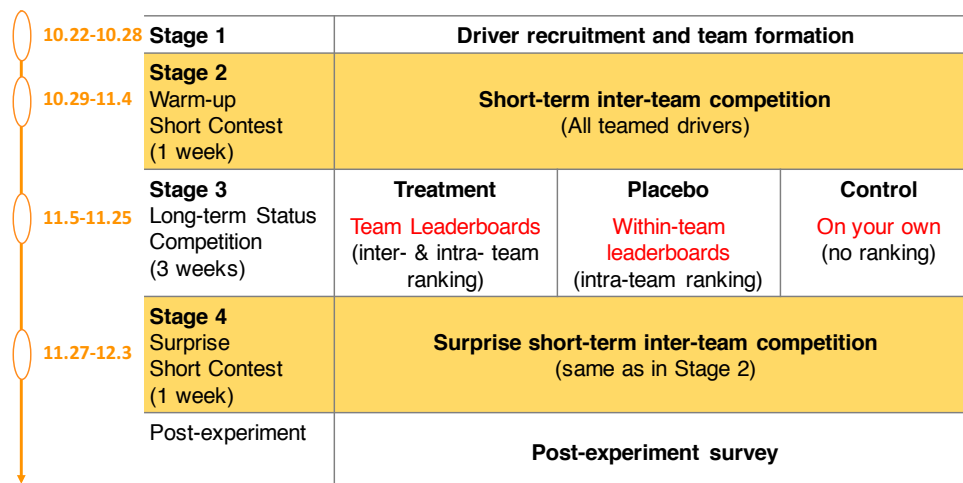 10.22-10.28
Stage 1
Driver recruitment and team formation
10.29-11.4
Stage 2
Warm-up
Short Contest
(1 week)
Short-term inter-team competition
(All teamed drivers)
11.5-11.25
Stage 3
Long-term Status
Competition
(3 weeks)
Treatment
Team Leaderboards
(inter- & intra- team
ranking)
Placebo
Within-team
leaderboards
(intra-team ranking)
Control
On your own
(no ranking)
11.27-12.3
Stage 4
Surprise
Short Contest
(1 week)
Surprise short-term inter-team competition
(same as in Stage 2)
Post-experiment
Post-experiment survey